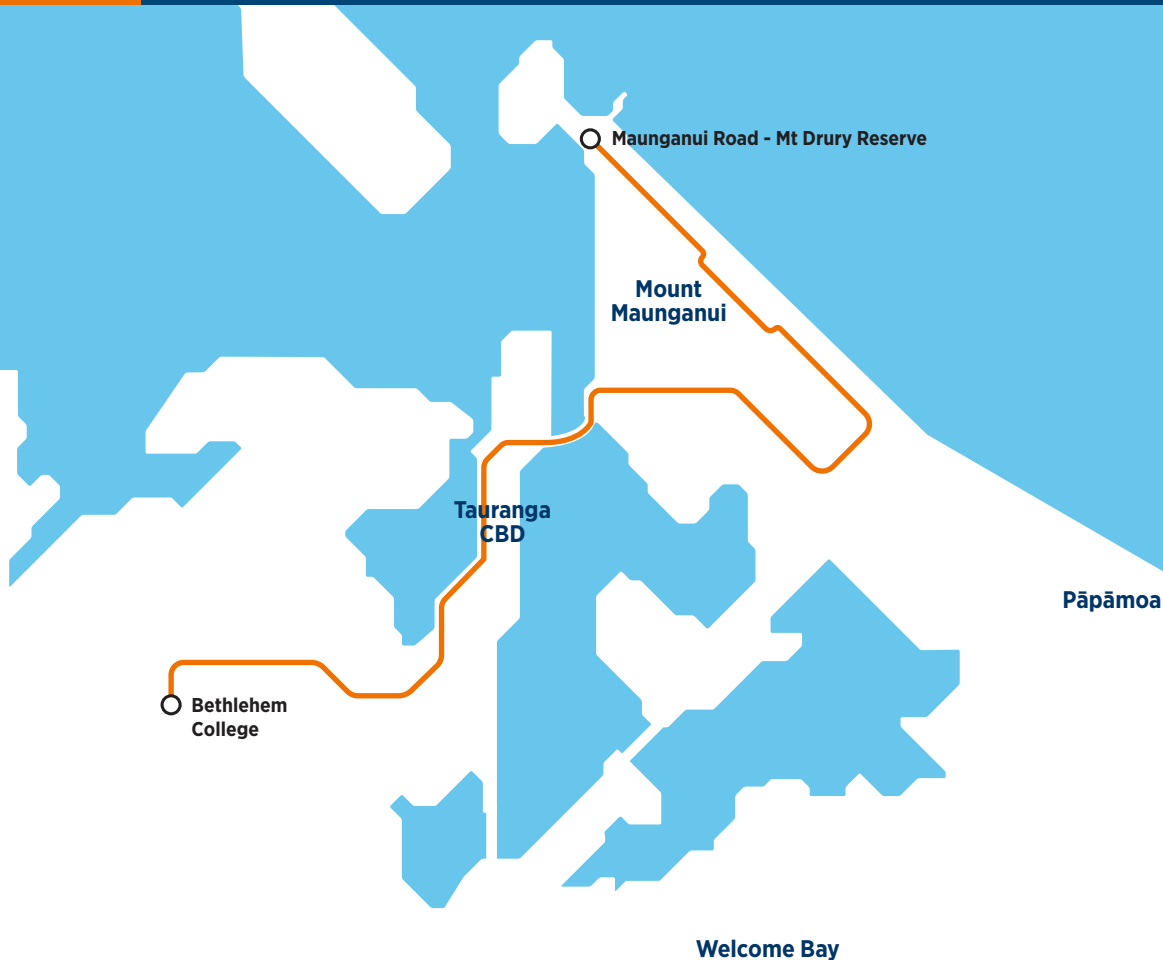 Maunganui Road - Mt Drury Reserve
Mount
Maunganui
Tauranga
CBD
Pāpāmoa
Bethlehem
College
Welcome Bay